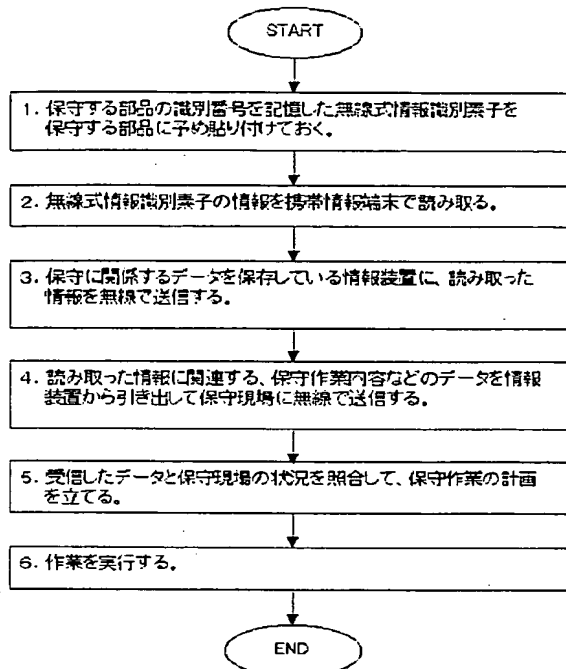 START
1. 保守する部品の識別番号を記憶した無線式情報識別素子を
保守する部品に予め貼り付けておく。
2. 無線式情報識別素子の情報を携帯情報端末で読み取る。
3. 保守に関係するデータを保存している情報装置に、読み取った
情報を無線で送信する。
4. 読み取った情報に関連する、保守作業内容などのデータを情報
装置から引き出して保守現場に無線で送信する。
5. 受信したデータと保守現場の状況を照合して、保守作業の計画
を立てる。
6. 作業を実行する。
END